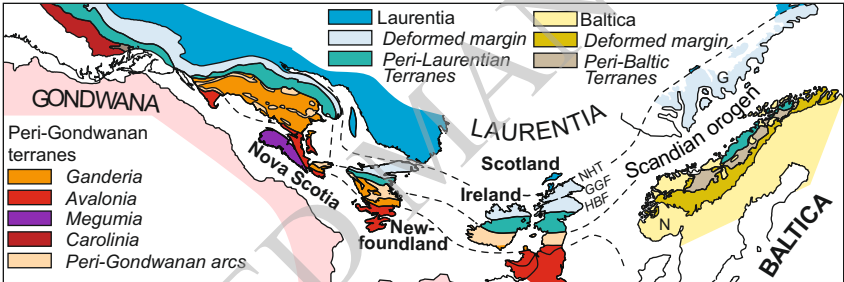 Laurentia
Deformed margin
Peri-Laurentian
Terranes
Baltica
Deformed margin
Peri-Baltic
Terranes
GONDWANA
LAURENTIA
G
Scandian orogen
Peri-Gondwanan
terranes
Ganderia
Avalonia
Megumia
Carolinia
Peri-Gondwanan arcs
Nova Scotia
New-
foundland
Scotland
Ireland
NHT
GGF
HBF
N
BALTICA
D MAN